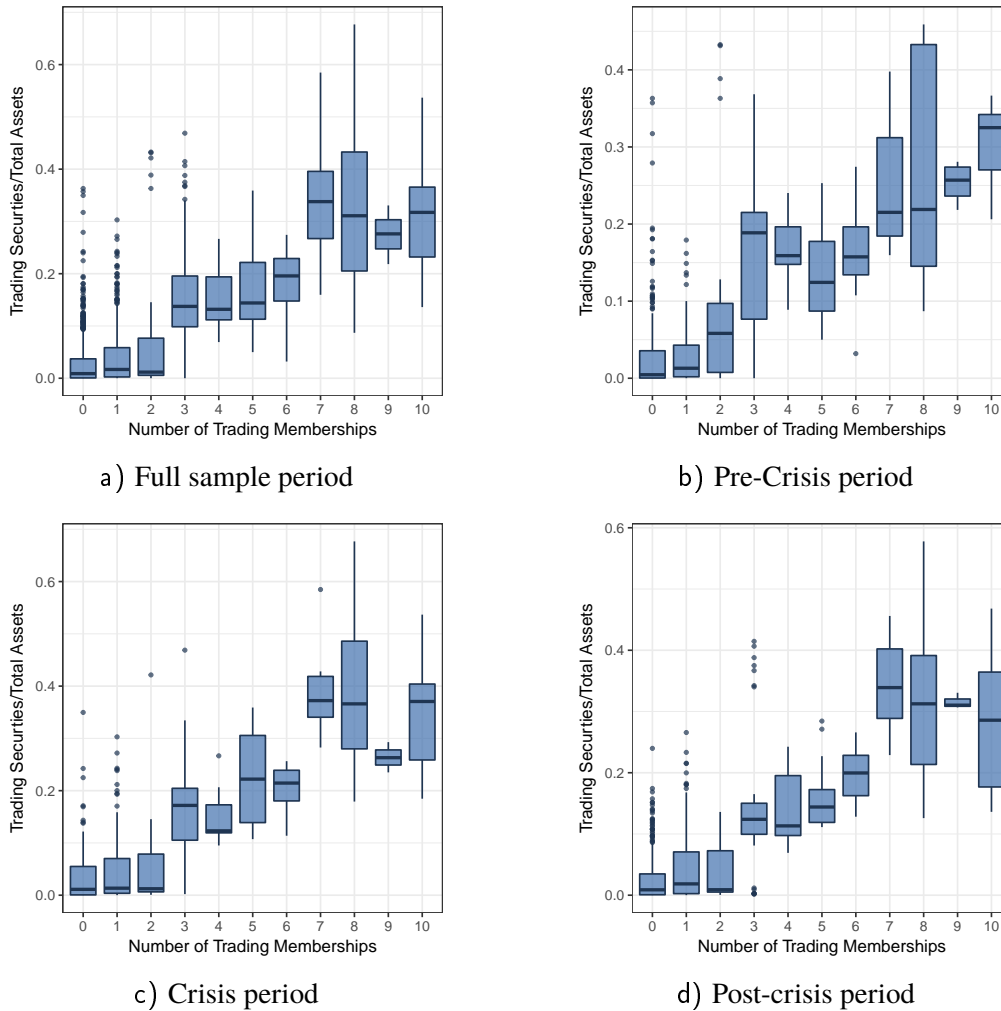 Trading Securties/Total Assets
0.6
0.4
0.2
0.0
0 1 2 3 4 5 6 7 8 9 10
Number of Trading Memberships
a) Full sample period
Trading Securties/Total Assets
0.4
0.3
0.2
0.1
0.0
0 1 2 3 4 5 6 7 8 9 10
Number of Trading Memberships
b) Pre-Crisis period
Trading Securties/Total Assets
0.6
0.4
0.2
0.0
0 1 2 3 4 5 6 7 8 9 10
Number of Trading Memberships
c) Crisis period
Trading Securties/Total Assets
0.6
0.4
0.2
0.0
0 1 2 3 4 5 6 7 8 9 10
Number of Trading Memberships
d) Post-crisis period